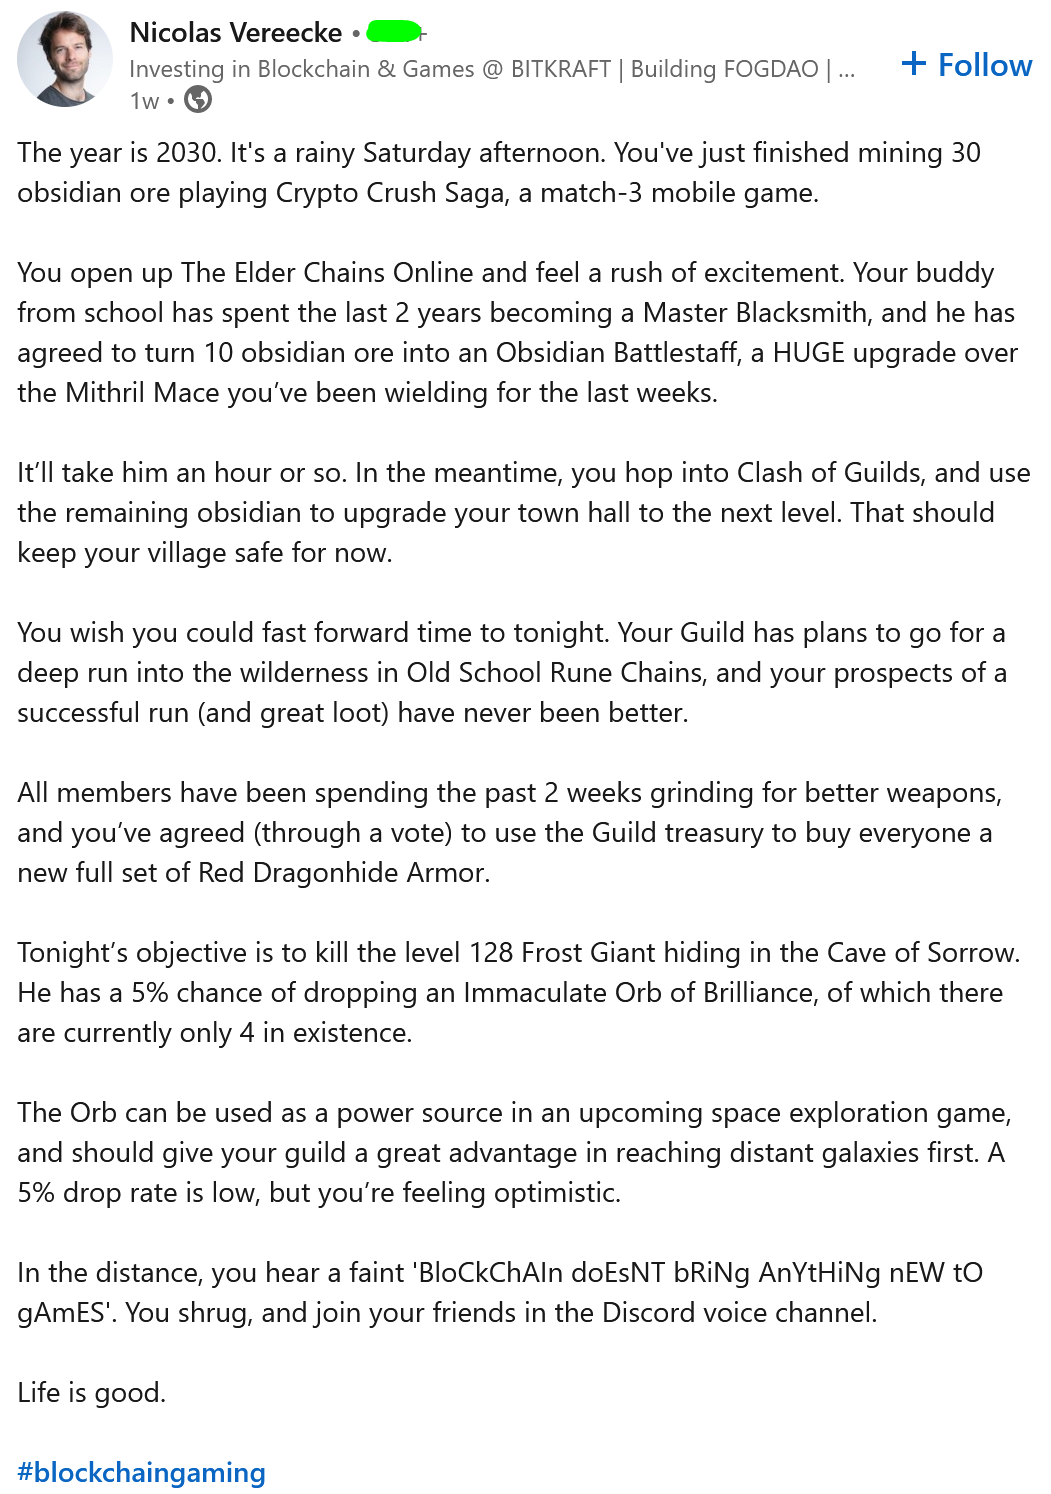 Nicolas Vereecke •
Investing in Blockchain & Games @ BITKRAFT | Building FOGDAO | ...
+ Follow
1w •
The year is 2030. It's a rainy Saturday afternoon. You've just finished mining 30
obsidian ore playing Crypto Crush Saga, a match-3 mobile game.
You open up The Elder Chains Online and feel a rush of excitement. Your buddy
from school has spent the last 2 years becoming a Master Blacksmith, and he has
agreed to turn 10 obsidian ore into an Obsidian Battlestaff, a HUGE upgrade over
the Mithril Mace you’ve been wielding for the last weeks.
It’ll take him an hour or so. In the meantime, you hop into Clash of Guilds, and use
the remaining obsidian to upgrade your town hall to the next level. That should
keep your village safe for now.
You wish you could fast forward time to tonight. Your Guild has plans to go for a
deep run into the wilderness in Old School Rune Chains, and your prospects of a
successful run (and great loot) have never been better.
All members have been spending the past 2 weeks grinding for better weapons,
and you’ve agreed (through a vote) to use the Guild treasury to buy everyone a
new full set of Red Dragonhide Armor.
Tonight’s objective is to kill the level 128 Frost Giant hiding in the Cave of Sorrow.
He has a 5% chance of dropping an Immaculate Orb of Brilliance, of which there
are currently only 4 in existence.
The Orb can be used as a power source in an upcoming space exploration game,
and should give your guild a great advantage in reaching distant galaxies first. A
5% drop rate is low, but you’re feeling optimistic.
In the distance, you hear a faint 'BloCkChAIn doEsNT bRiNg AnYtHiNg nEW tO
gAmES'. You shrug, and join your friends in the Discord voice channel.
Life is good.
#blockchaingaming